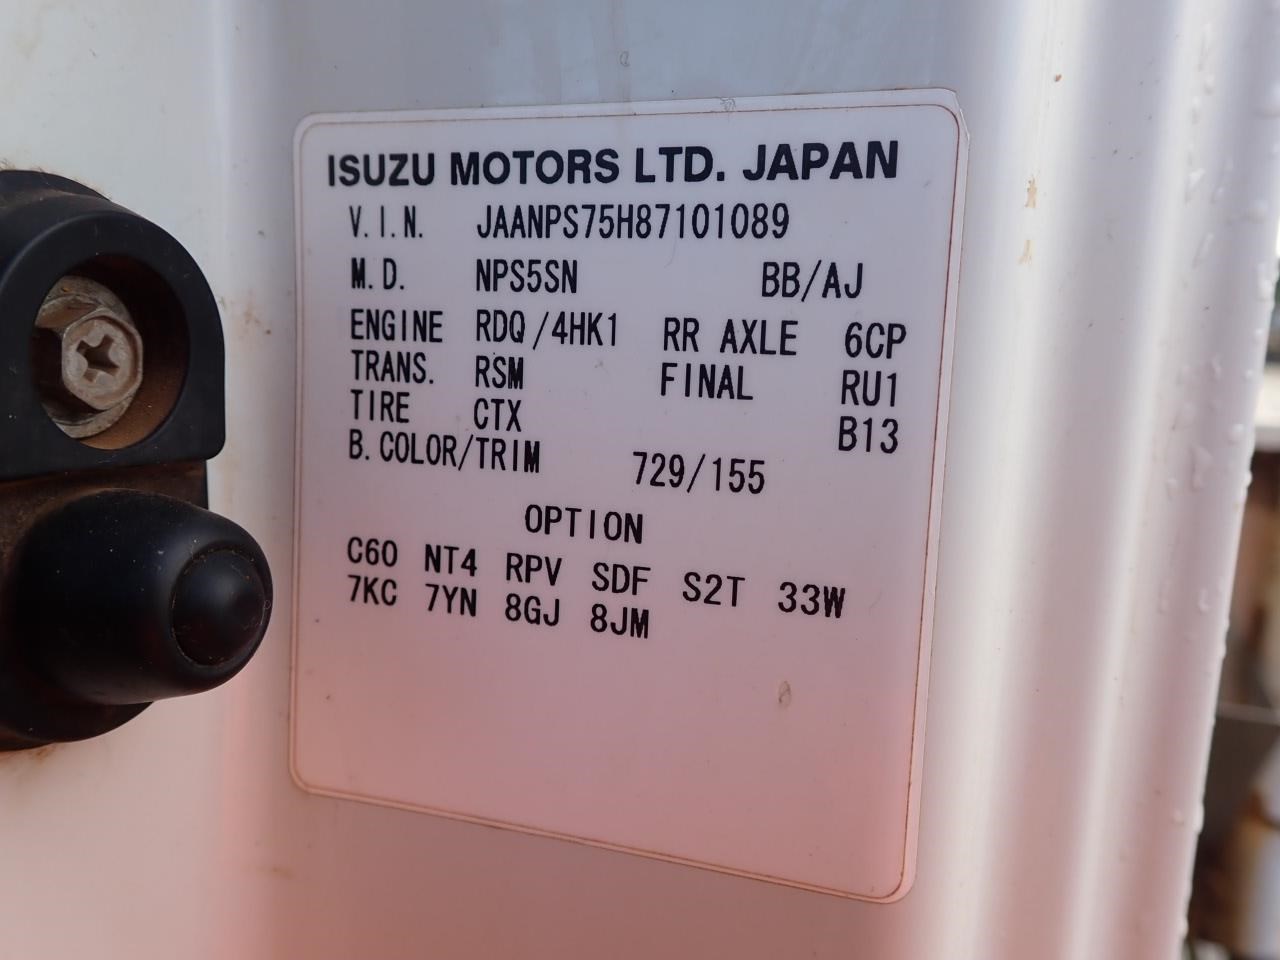 ISUZU MOTORS LTD. JAPAN
V.I.N. JAANPS75H87101089
M.D. NPS5SN BB/AJ
ENGINE RDQ/4HK1 RR AXLE 6CP
TRANS. RSM FINAL RU1
TIRE CTX B13
B.COLOR/TRIM 729/155
OPTION
C60 NT4 RPV SDF S2T 33W
7KC 7YN 8GJ 8JM